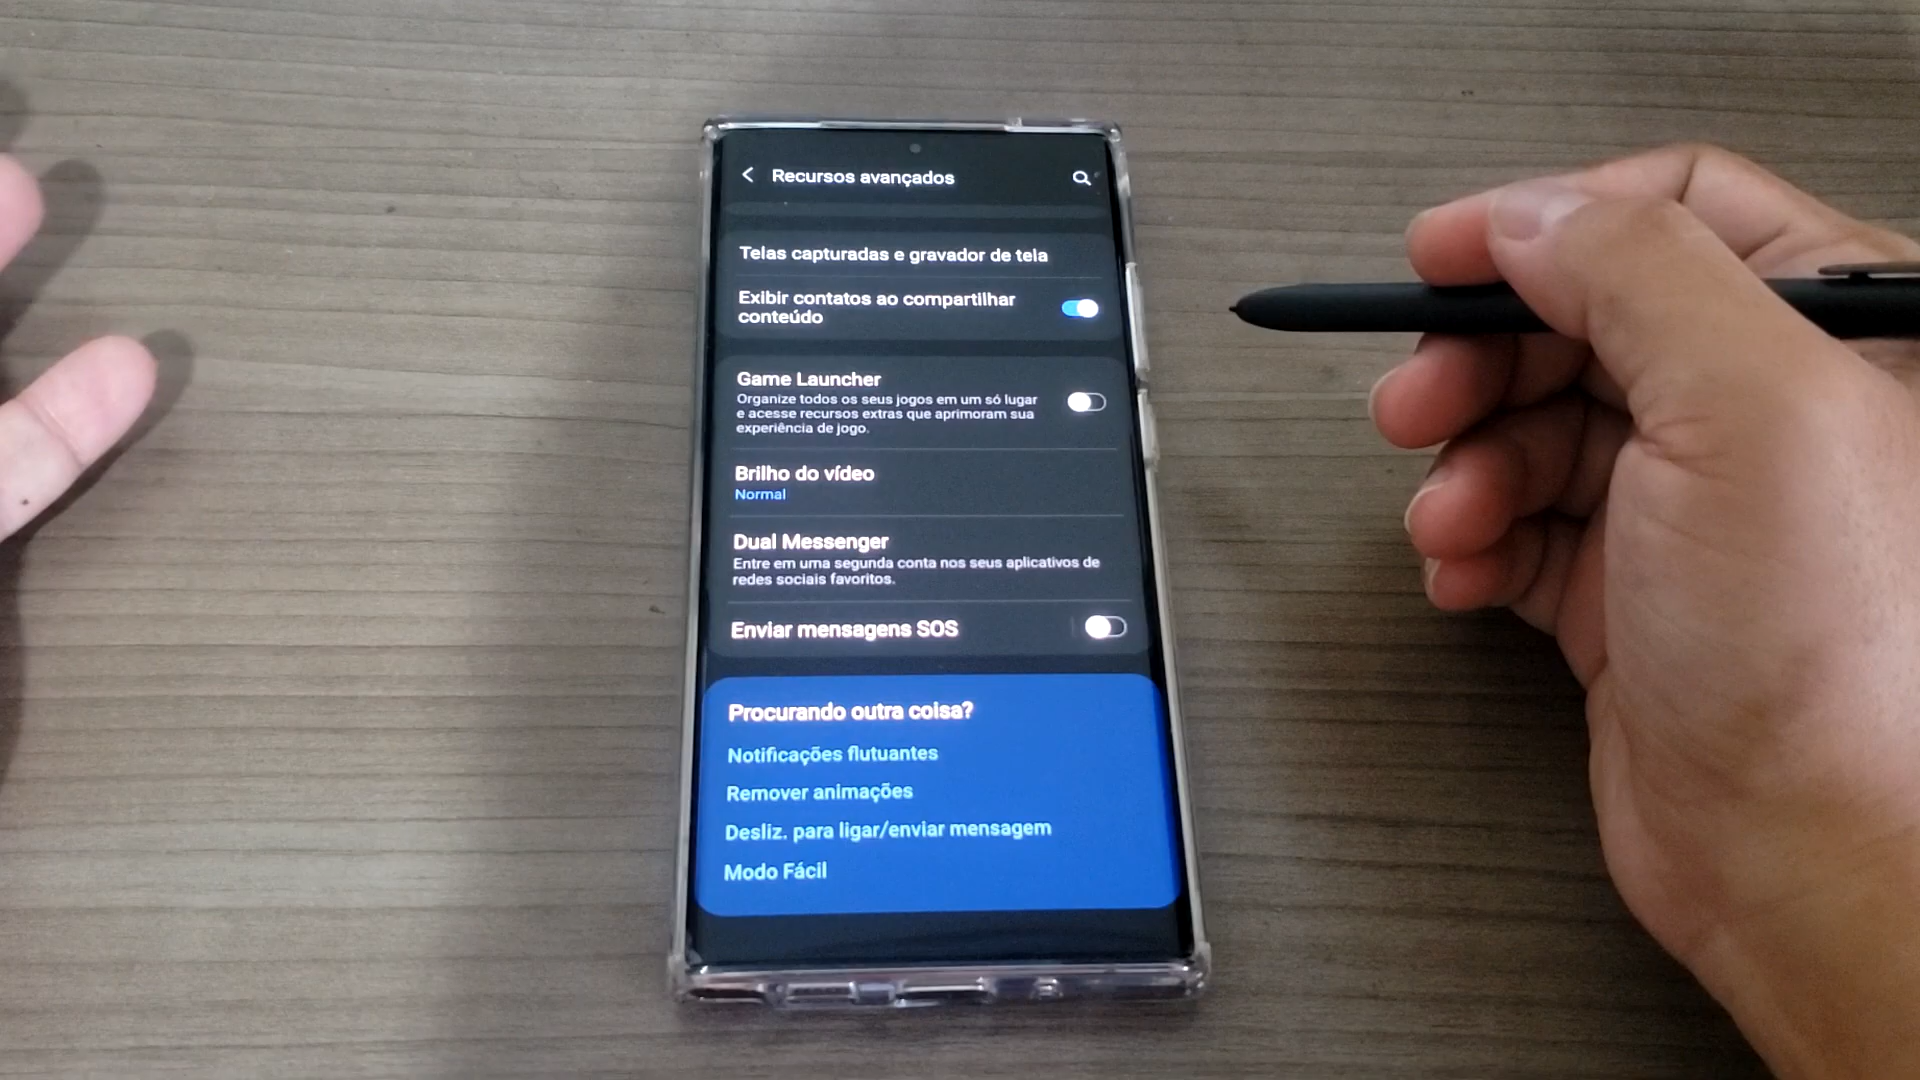 Recursos avançados
Telas capturadas e gravador de tela
Exibir contatos ao compartilhar
conteúdo
Game Launcher
Organize todos os seus jogos em um só lugar
e acesse recursos extras que aprimoram sua
experiência de jogo.
Brilho do vídeo
Normal
Dual Messenger
Entre em uma segunda conta nos seus aplicativos de
redes sociais favoritos.
Enviar mensagens SOS
Procurando outra coisa?
Notificações flutuantes
Remover animações
Desliz. para ligar/enviar mensagem
Modo Fácil